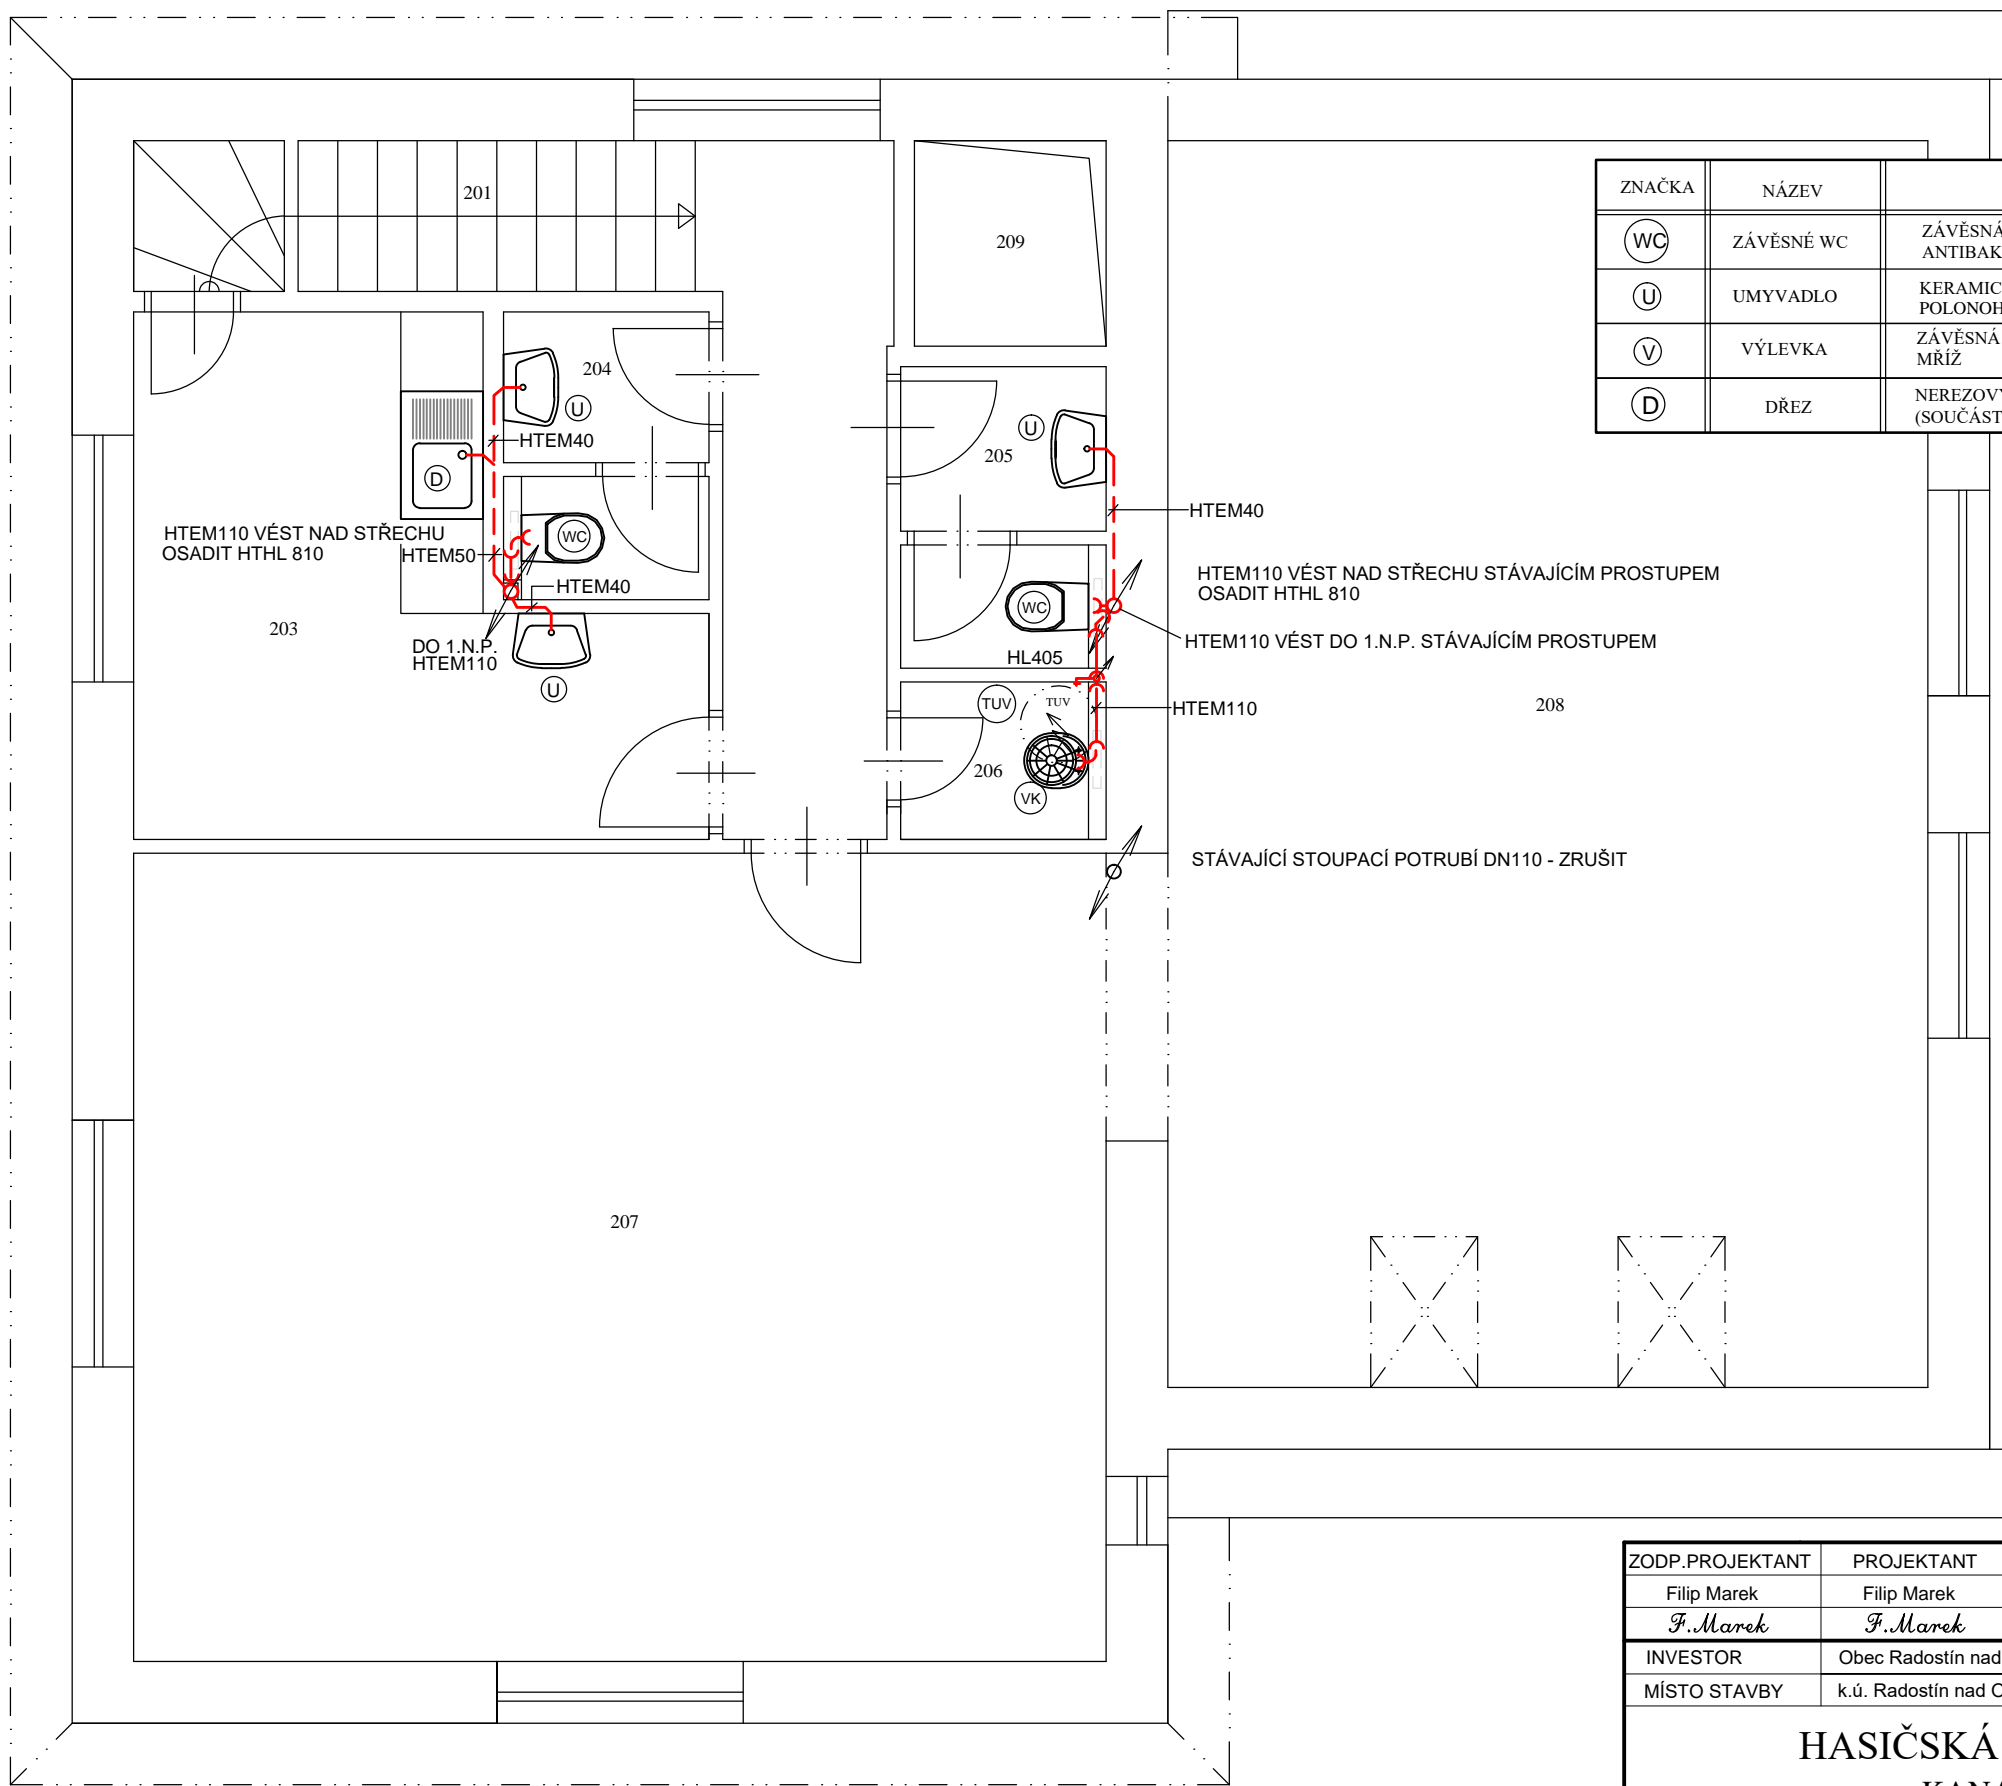 201
209
ZNAČKA NÁZEV
WC ZÁVĚSNÉ WC ZÁVĚSNÁ
ANTIBAK
U UMYVADLO KERAMIC
POLONOH
V VÝLEVKA ZÁVĚSNÁ
MŘÍŽ
D DŘEZ NEREZOVÝ
(SOUČÁST
204
U
HTEM40
D
WC
HTEM110 VÉST NAD STŘECHU
OSADIT HTHL 810
HTEM50
HTEM40
203
DO 1.N.P.
HTEM110
U
U
205
HTEM40
WC
HL405
HTEM110 VÉST NAD STŘECHU STÁVAJÍCÍM PROSTUPEM
OSADIT HTHL 810
HTEM110 VÉST DO 1.N.P. STÁVAJÍCÍM PROSTUPEM
TUV
TUV
HTEM110
208
206
VK
STÁVAJÍCÍ STOUPACÍ POTRUBÍ DN110 - ZRUŠIT
207
ZODP.PROJEKTANT PROJEKTANT
Filip Marek Filip Marek
F.Marek F.Marek
INVESTOR Obec Radostín nad
MÍSTO STAVBY k.ú. Radostín nad O
HASIČSKÁ